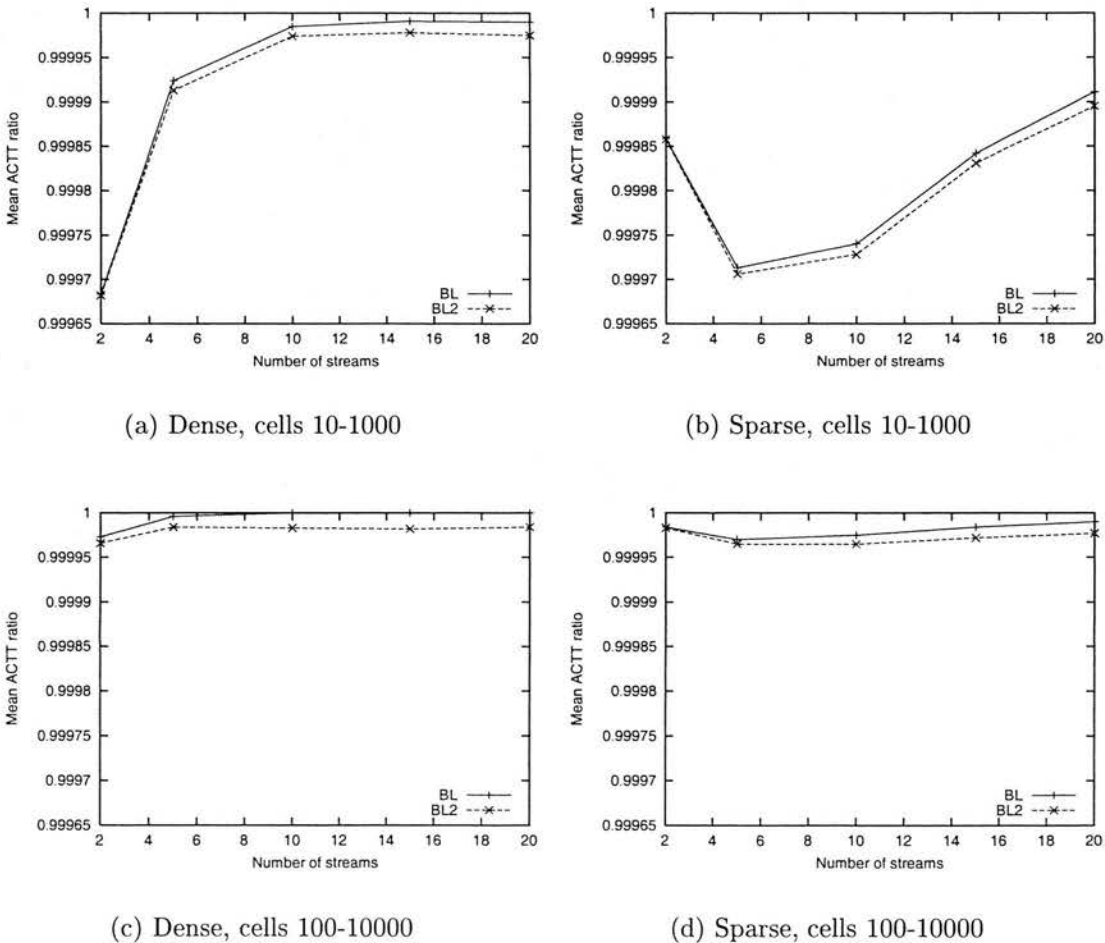 1
0.99995
0.9999
0.99985
0.9998
0.99975
0.9997
0.99965
Mean ACTT ratio
BL
BL2
2 4 6 8 10 12 14 16 18 20
Number of streams
(a) Dense, cells 10-1000
1
0.99995
0.9999
0.99985
0.9998
0.99975
0.9997
0.99965
Mean ACTT ratio
BL
BL2
2 4 6 8 10 12 14 16 18 20
Number of streams
(b) Sparse, cells 10-1000
1
0.99995
0.9999
0.99985
0.9998
0.99975
0.9997
0.99965
Mean ACTT ratio
BL
BL2
2 4 6 8 10 12 14 16 18 20
Number of streams
(c) Dense, cells 100-10000
1
0.99995
0.9999
0.99985
0.9998
0.99975
0.9997
0.99965
Mean ACTT ratio
BL
BL2
2 4 6 8 10 12 14 16 18 20
Number of streams
(d) Sparse, cells 100-10000